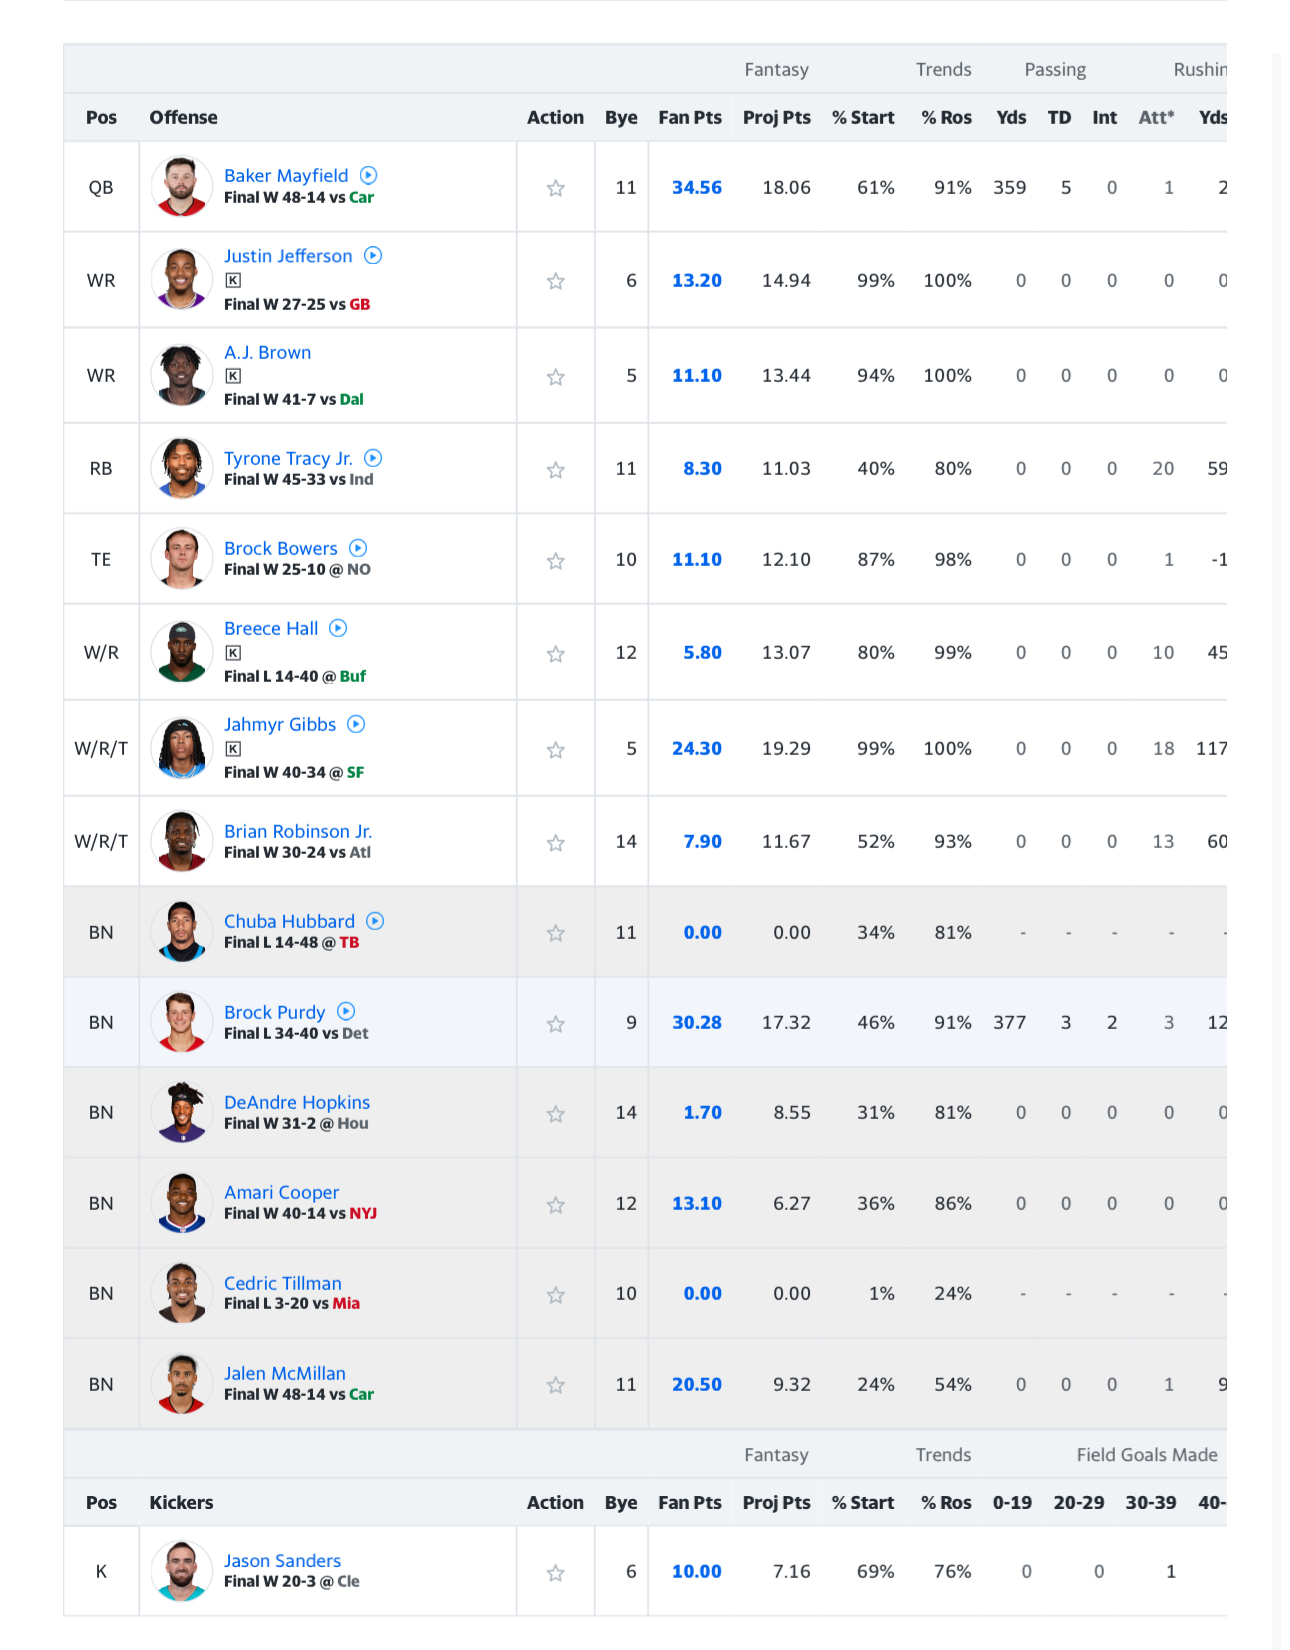 Fantasy Trends Passing Rushin
Pos Offense Action Bye Fan Pts Proj Pts % Start % Ros Yds TD Int Att* Yds
QB Baker Mayfield 11 34.56 18.06 61% 91% 359 5 0 1 2
Final W 48-14 vs Car
WR Justin Jefferson 6 13.20 14.94 99% 100% 0 0 0 0 0
K
Final W 27-25 vs GB
WR A.J. Brown 5 11.10 13.44 94% 100% 0 0 0 0 0
K
Final W 41-7 vs Dal
RB Tyrone Tracy Jr. 11 8.30 11.03 40% 80% 0 0 0 20 59
Final W 45-33 vs Ind
TE Brock Bowers 10 11.10 12.10 87% 98% 0 0 0 1 -1
Final W 25-10 @ NO
W/R Breece Hall 12 5.80 13.07 80% 99% 0 0 0 10 45
K
Final L 14-40 @ Buf
W/R/T Jahmyr Gibbs 5 24.30 19.29 99% 100% 0 0 0 18 117
K
Final W 40-34 @ SF
W/R/T Brian Robinson Jr. 14 7.90 11.67 52% 93% 0 0 0 13 60
Final W 30-24 vs Atl
BN Chuba Hubbard 11 0.00 0.00 34% 81% - - - - -
Final L 14-48 @ TB
BN Brock Purdy 9 30.28 17.32 46% 91% 377 3 2 3 12
Final L 34-40 vs Det
BN DeAndre Hopkins 14 1.70 8.55 31% 81% 0 0 0 0 0
Final W 31-2 @ Hou
BN Amari Cooper 12 13.10 6.27 36% 86% 0 0 0 0 0
Final W 40-14 vs NYJ
BN Cedric Tillman 10 0.00 0.00 1% 24% - - - - -
Final L 3-20 vs Mia
BN Jalen McMillan 11 20.50 9.32 24% 54% 0 0 0 1 9
Final W 48-14 vs Car
Fantasy Trends Field Goals Made
Pos Kickers Action Bye Fan Pts Proj Pts % Start % Ros 0-19 20-29 30-39 40-
K Jason Sanders 6 10.00 7.16 69% 76% 0 0 1
Final W 20-3 @ Cle